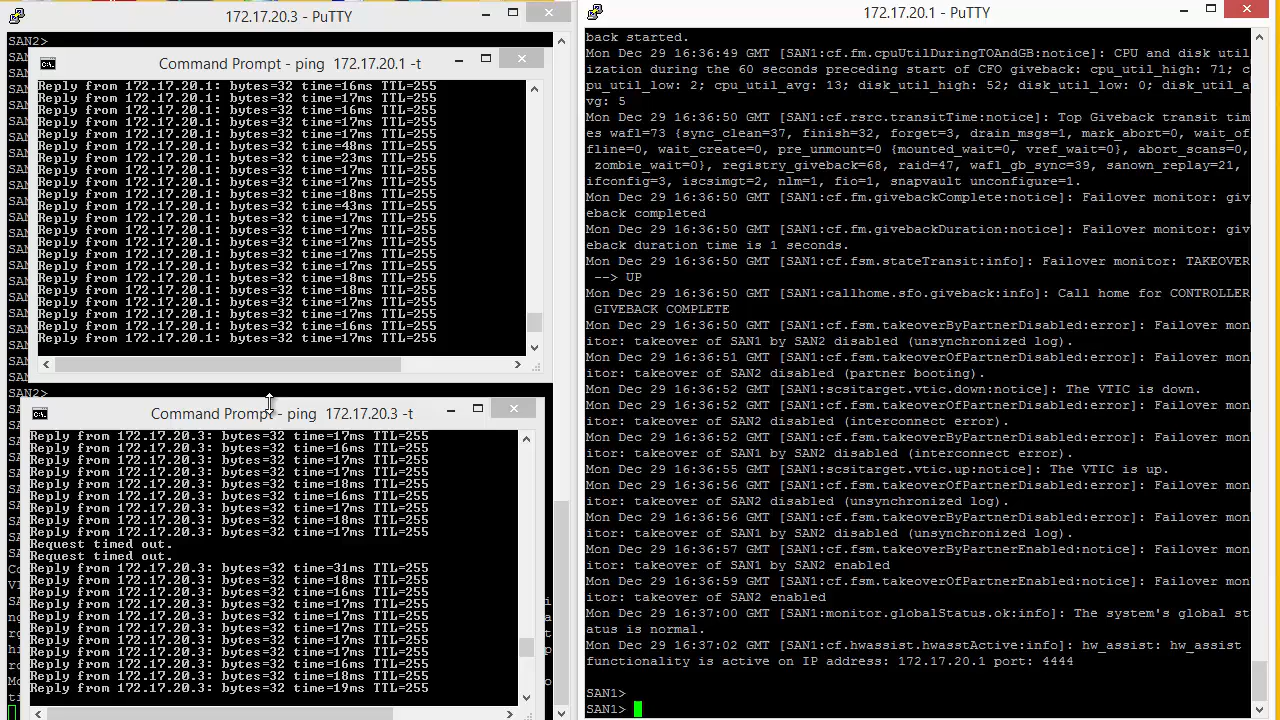 172.17.20.3 - PuTTY
SAN2>
Command Prompt - ping 172.17.20.1 -t
Reply from 172.17.20.1: bytes=32 time=16ms TTL=255
Reply from 172.17.20.1: bytes=32 time=17ms TTL=255
Reply from 172.17.20.1: bytes=32 time=16ms TTL=255
Reply from 172.17.20.1: bytes=32 time=17ms TTL=255
Reply from 172.17.20.1: bytes=32 time=17ms TTL=255
Reply from 172.17.20.1: bytes=32 time=48ms TTL=255
Reply from 172.17.20.1: bytes=32 time=23ms TTL=255
Reply from 172.17.20.1: bytes=32 time=17ms TTL=255
Reply from 172.17.20.1: bytes=32 time=17ms TTL=255
Reply from 172.17.20.1: bytes=32 time=18ms TTL=255
Reply from 172.17.20.1: bytes=32 time=43ms TTL=255
Reply from 172.17.20.1: bytes=32 time=17ms TTL=255
Reply from 172.17.20.1: bytes=32 time=17ms TTL=255
Reply from 172.17.20.1: bytes=32 time=17ms TTL=255
Reply from 172.17.20.1: bytes=32 time=17ms TTL=255
Reply from 172.17.20.1: bytes=32 time=17ms TTL=255
Reply from 172.17.20.1: bytes=32 time=18ms TTL=255
Reply from 172.17.20.1: bytes=32 time=18ms TTL=255
Reply from 172.17.20.1: bytes=32 time=17ms TTL=255
Reply from 172.17.20.1: bytes=32 time=17ms TTL=255
Reply from 172.17.20.1: bytes=32 time=16ms TTL=255
Reply from 172.17.20.1: bytes=32 time=17ms TTL=255
SAN2>
Command Prompt - ping 172.17.20.3 -t
Reply from 172.17.20.3: bytes=32 time=17ms TTL=255
Reply from 172.17.20.3: bytes=32 time=16ms TTL=255
Reply from 172.17.20.3: bytes=32 time=17ms TTL=255
Reply from 172.17.20.3: bytes=32 time=17ms TTL=255
Reply from 172.17.20.3: bytes=32 time=18ms TTL=255
Reply from 172.17.20.3: bytes=32 time=16ms TTL=255
Reply from 172.17.20.3: bytes=32 time=17ms TTL=255
Reply from 172.17.20.3: bytes=32 time=18ms TTL=255
Reply from 172.17.20.3: bytes=32 time=17ms TTL=255
Request timed out.
Request timed out.
Reply from 172.17.20.3: bytes=32 time=31ms TTL=255
Reply from 172.17.20.3: bytes=32 time=18ms TTL=255
Reply from 172.17.20.3: bytes=32 time=18ms TTL=255
Reply from 172.17.20.3: bytes=32 time=17ms TTL=255
Reply from 172.17.20.3: bytes=32 time=17ms TTL=255
Reply from 172.17.20.3: bytes=32 time=17ms TTL=255
Reply from 172.17.20.3: bytes=32 time=17ms TTL=255
Reply from 172.17.20.3: bytes=32 time=17ms TTL=255
Reply from 172.17.20.3: bytes=32 time=16ms TTL=255
Reply from 172.17.20.3: bytes=32 time=18ms TTL=255
Reply from 172.17.20.3: bytes=32 time=19ms TTL=255
172.17.20.1 - PuTTY
back started.
Mon Dec 29 16:36:49 GMT [SAN1:cf.fm.cpuUtilDuringTOAndGB:notice]: CPU and disk util
ization during the 60 seconds preceding start of CFO giveback: cpu_util_high: 71; c
pu_util_low: 2; cpu_util_avg: 13; disk_util_high: 52; disk_util_low: 0; disk_util_a
vg: 5
Mon Dec 29 16:36:50 GMT [SAN1:cf.rsrc.transitTime:notice]: Top Giveback transit tim
es wafl=73 {sync_clean=37, finish=32, forget=3, drain_msgs=1, mark_abort=0, wait_of
fline=0, wait_create=0, pre_unmount=0 {mounted_wait=0, vref_wait=0}, abort_scans=0,
zombie_wait=0}, registry_giveback=68, raid=47, wafl_gb_sync=39, sanown_replay=21,
ifconfig=3, iscsimgt=2, nlm=1, fio=1, snapvault unconfigure=1.
Mon Dec 29 16:36:50 GMT [SAN1:cf.fm.givebackComplete:notice]: Failover monitor: giv
eback completed
Mon Dec 29 16:36:50 GMT [SAN1:cf.fm.givebackDuration:notice]: Failover monitor: giv
eback duration time is 1 seconds.
Mon Dec 29 16:36:50 GMT [SAN1:cf.fsm.stateTransit:info]: Failover monitor: TAKEOVER
--> UP
Mon Dec 29 16:36:50 GMT [SAN1:callhome.sfo.giveback:info]: Call home for CONTROLLER
GIVEBACK COMPLETE
Mon Dec 29 16:36:50 GMT [SAN1:cf.fsm.takeoverByPartnerDisabled:error]: Failover mon
itor: takeover of SAN1 by SAN2 disabled (unsynchronized log).
Mon Dec 29 16:36:51 GMT [SAN1:cf.fsm.takeoverOfPartnerDisabled:error]: Failover mon
itor: takeover of SAN2 disabled (partner booting).
Mon Dec 29 16:36:52 GMT [SAN1:scsitarget.vtic.down:notice]: The VTIC is down.
Mon Dec 29 16:36:52 GMT [SAN1:cf.fsm.takeoverOfPartnerDisabled:error]: Failover mon
itor: takeover of SAN2 disabled (interconnect error).
Mon Dec 29 16:36:52 GMT [SAN1:cf.fsm.takeoverByPartnerDisabled:error]: Failover mon
itor: takeover of SAN1 by SAN2 disabled (interconnect error).
Mon Dec 29 16:36:55 GMT [SAN1:scsitarget.vtic.up:notice]: The VTIC is up.
Mon Dec 29 16:36:56 GMT [SAN1:cf.fsm.takeoverOfPartnerDisabled:error]: Failover mon
itor: takeover of SAN2 disabled (unsynchronized log).
Mon Dec 29 16:36:56 GMT [SAN1:cf.fsm.takeoverByPartnerDisabled:error]: Failover mon
itor: takeover of SAN1 by SAN2 disabled (unsynchronized log).
Mon Dec 29 16:36:57 GMT [SAN1:cf.fsm.takeoverByPartnerEnabled:notice]: Failover mon
itor: takeover of SAN1 by SAN2 enabled
Mon Dec 29 16:36:59 GMT [SAN1:cf.fsm.takeoverOfPartnerEnabled:notice]: Failover mon
itor: takeover of SAN2 enabled
Mon Dec 29 16:37:00 GMT [SAN1:monitor.globalStatus.ok:info]: The system's global st
atus is normal.
Mon Dec 29 16:37:02 GMT [SAN1:cf.hwassist.hwasstActive:info]: hw_assist: hw_assist
functionality is active on IP address: 172.17.20.1 port: 4444
SAN1>
SAN1>